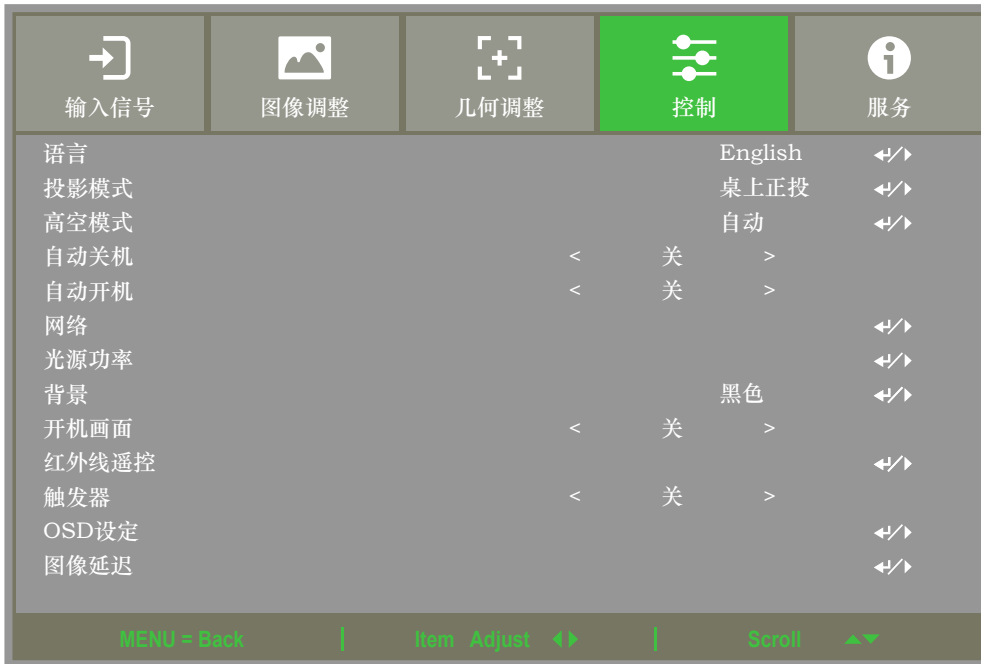 输入信号 图像调整 几何调整 控制 服务
语言 English
投影模式 桌上正投
高空模式 自动
自动关机 < 关 >
自动开机 < 关 >
网络
光源功率
背景 黑色
开机画面 < 关 >
红外线遥控
触发器 < 关 >
OSD设定
图像延迟
MENU = Back | Item Adjust | Scroll